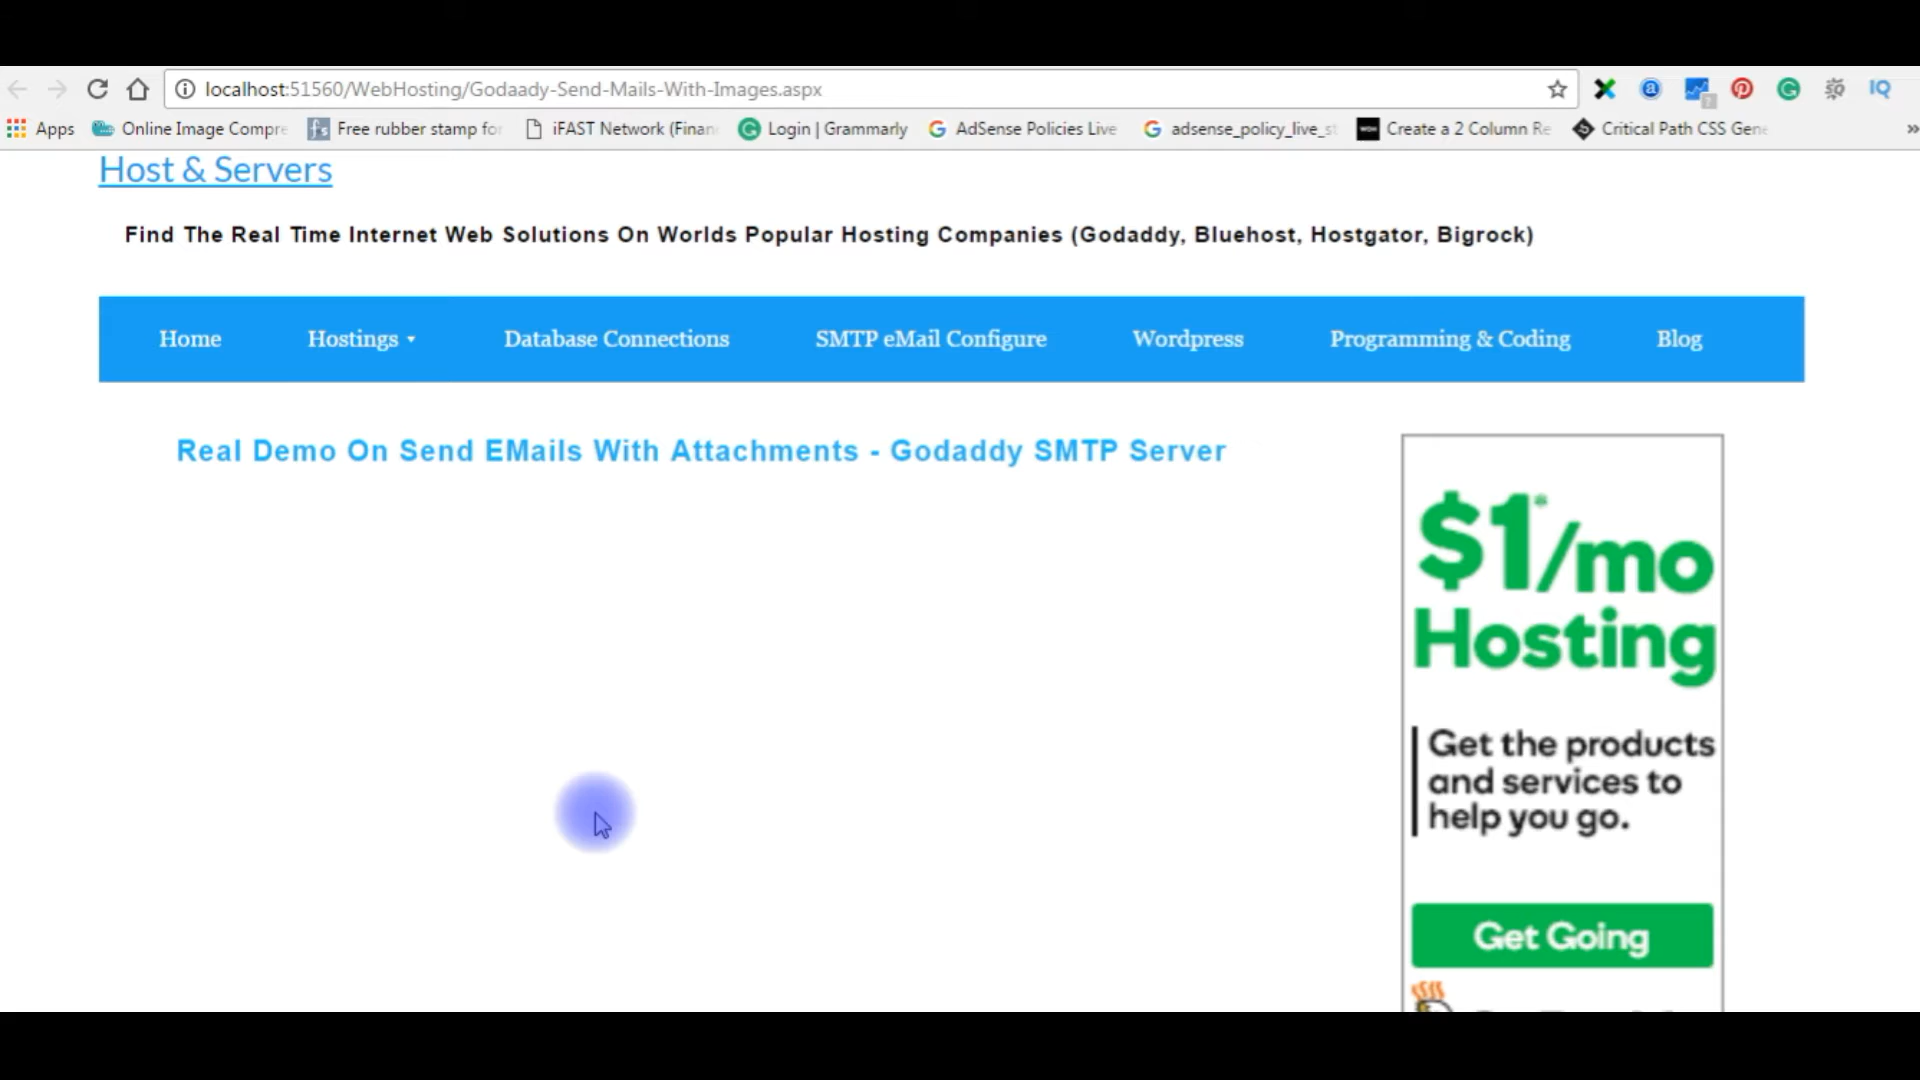 localhost:51560/WebHosting/Godaady-Send-Mails-With-Images.aspx
Apps Online Image Compre Free rubber stamp fo iFAST Network (Finan Login | Grammarly AdSense Policies Live adsense_policy_live_s Create a 2 Column Re Critical Path CSS Gene »
Host & Servers
Find The Real Time Internet Web Solutions On Worlds Popular Hosting Companies (Godaddy, Bluehost, Hostgator, Bigrock)
Home Hostings Database Connections SMTP eMail Configure Wordpress Programming & Coding Blog
Real Demo On Send EMails With Attachments - Godaddy SMTP Server
$1*/mo
Hosting
Get the products
and services to
help you go.
Get Going